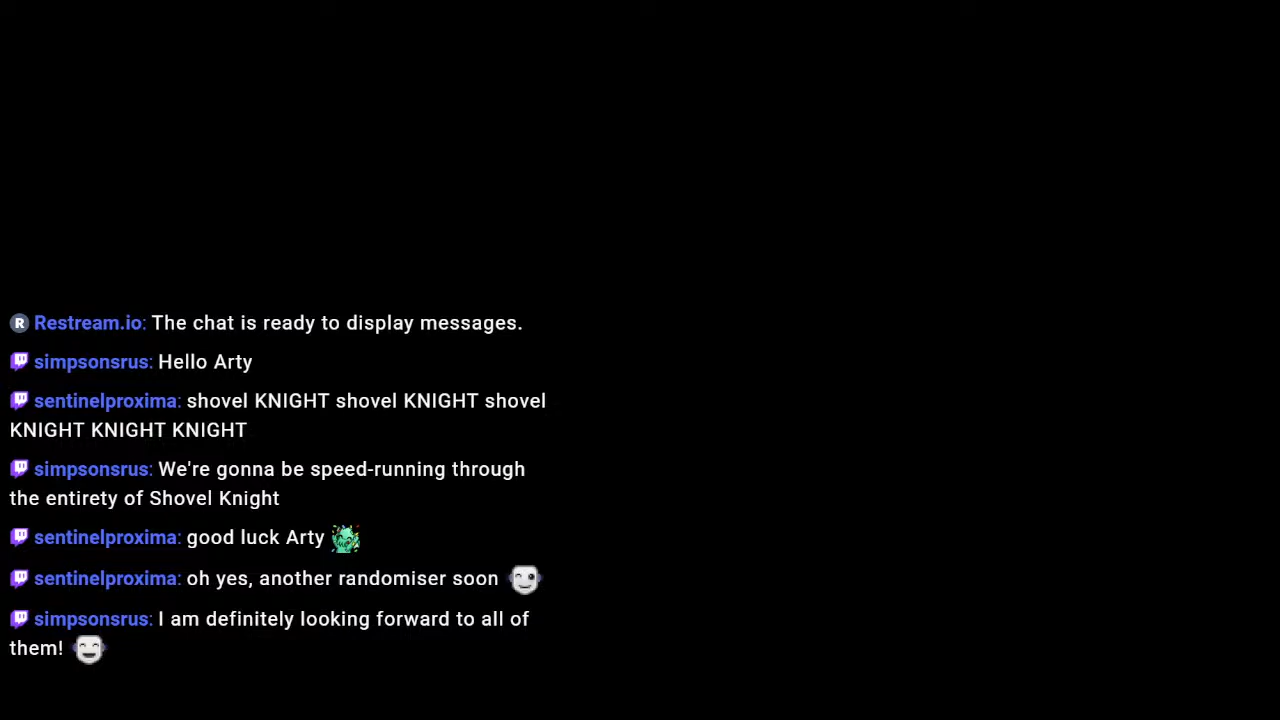 R Restream.io: The chat is ready to display messages.
simpsonsrus: Hello Arty
sentinelproxima: shovel KNIGHT shovel KNIGHT shovel
KNIGHT KNIGHT KNIGHT
simpsonsrus: We're gonna be speed-running through
the entirety of Shovel Knight
sentinelproxima: good luck Arty
sentinelproxima: oh yes, another randomiser soon
simpsonsrus: I am definitely looking forward to all of
them!